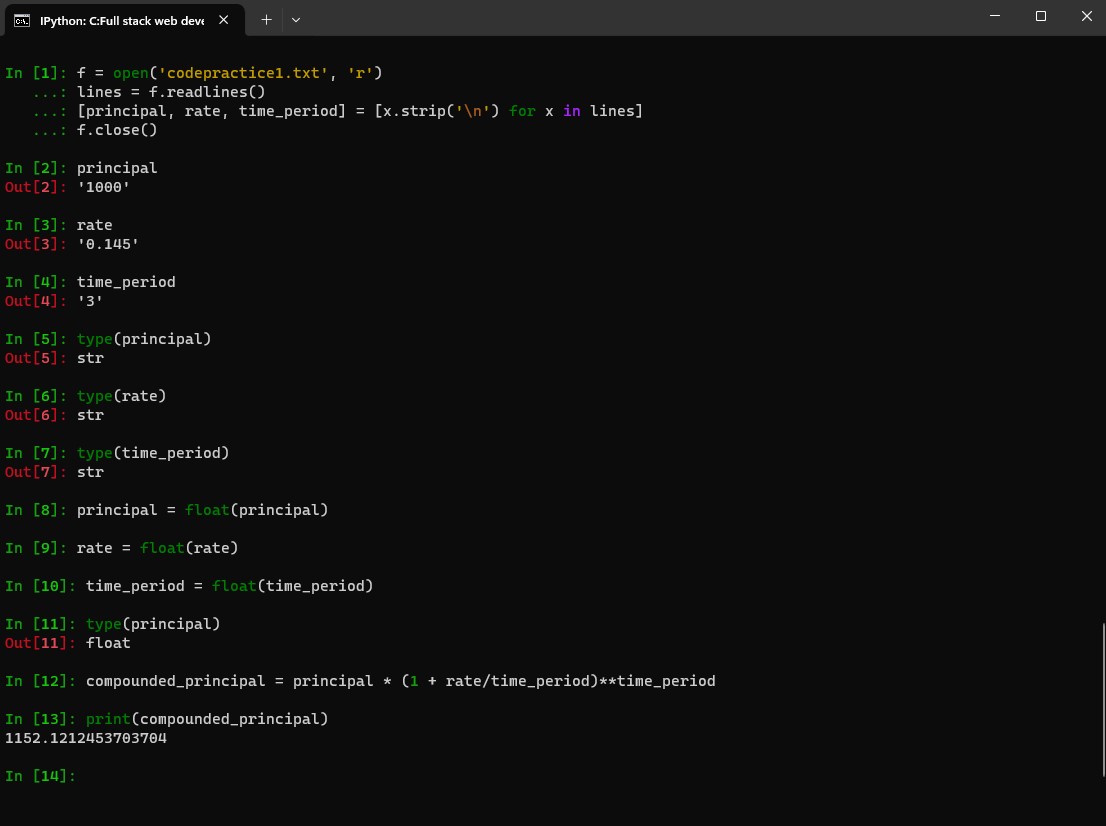 IPython: C:Full stack web deve
In [1]: f = open('codepractice1.txt', 'r')
   ...: lines = f.readlines()
   ...: [principal, rate, time_period] = [x.strip('\n') for x in lines]
   ...: f.close()
In [2]: principal
Out[2]: '1000'
In [3]: rate
Out[3]: '0.145'
In [4]: time_period
Out[4]: '3'
In [5]: type(principal)
Out[5]: str
In [6]: type(rate)
Out[6]: str
In [7]: type(time_period)
Out[7]: str
In [8]: principal = float(principal)
In [9]: rate = float(rate)
In [10]: time_period = float(time_period)
In [11]: type(principal)
Out[11]: float
In [12]: compounded_principal = principal * (1 + rate/time_period)**time_period
In [13]: print(compounded_principal)
1152.1212453703704
In [14]: